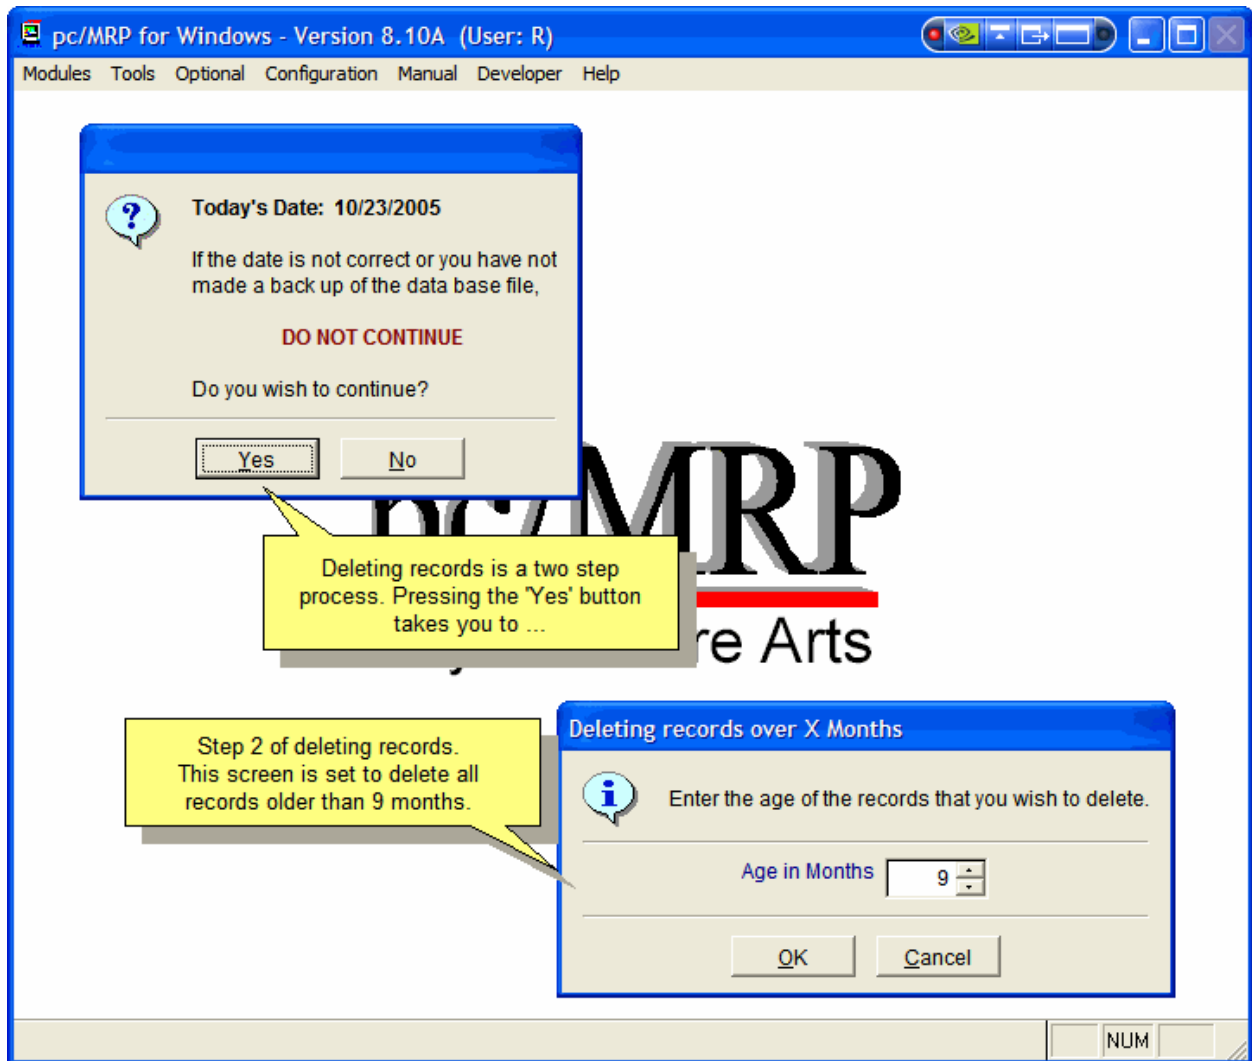 pc/MRP for Windows - Version 8.10A (User: R)
Modules Tools Optional Configuration Manual Developer Help
Today's Date: 10/23/2005
If the date is not correct or you have not
made a back up of the data base file,
DO NOT CONTINUE
Do you wish to continue?
Yes No
pc/MRP
Deleting records is a two step
process. Pressing the 'Yes' button
takes you to ...
re Arts
Step 2 of deleting records.
This screen is set to delete all
records older than 9 months.
Deleting records over X Months
Enter the age of the records that you wish to delete.
Age in Months 9
OK Cancel
NUM